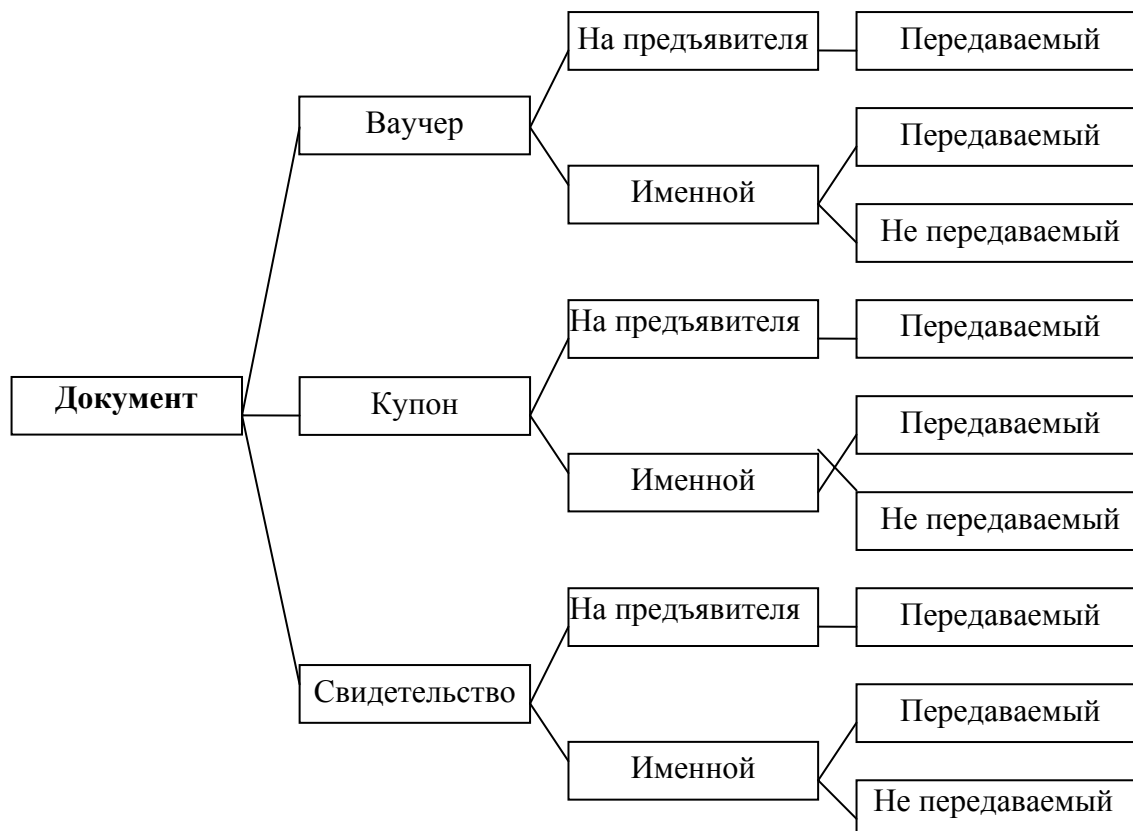 На предъявителя
Передаваемый
Ваучер
Передаваемый
Именной
Не передаваемый
На предъявителя
Передаваемый
Документ
Купон
Передаваемый
Именной
Не передаваемый
На предъявителя
Передаваемый
Свидетельство
Передаваемый
Именной
Не передаваемый